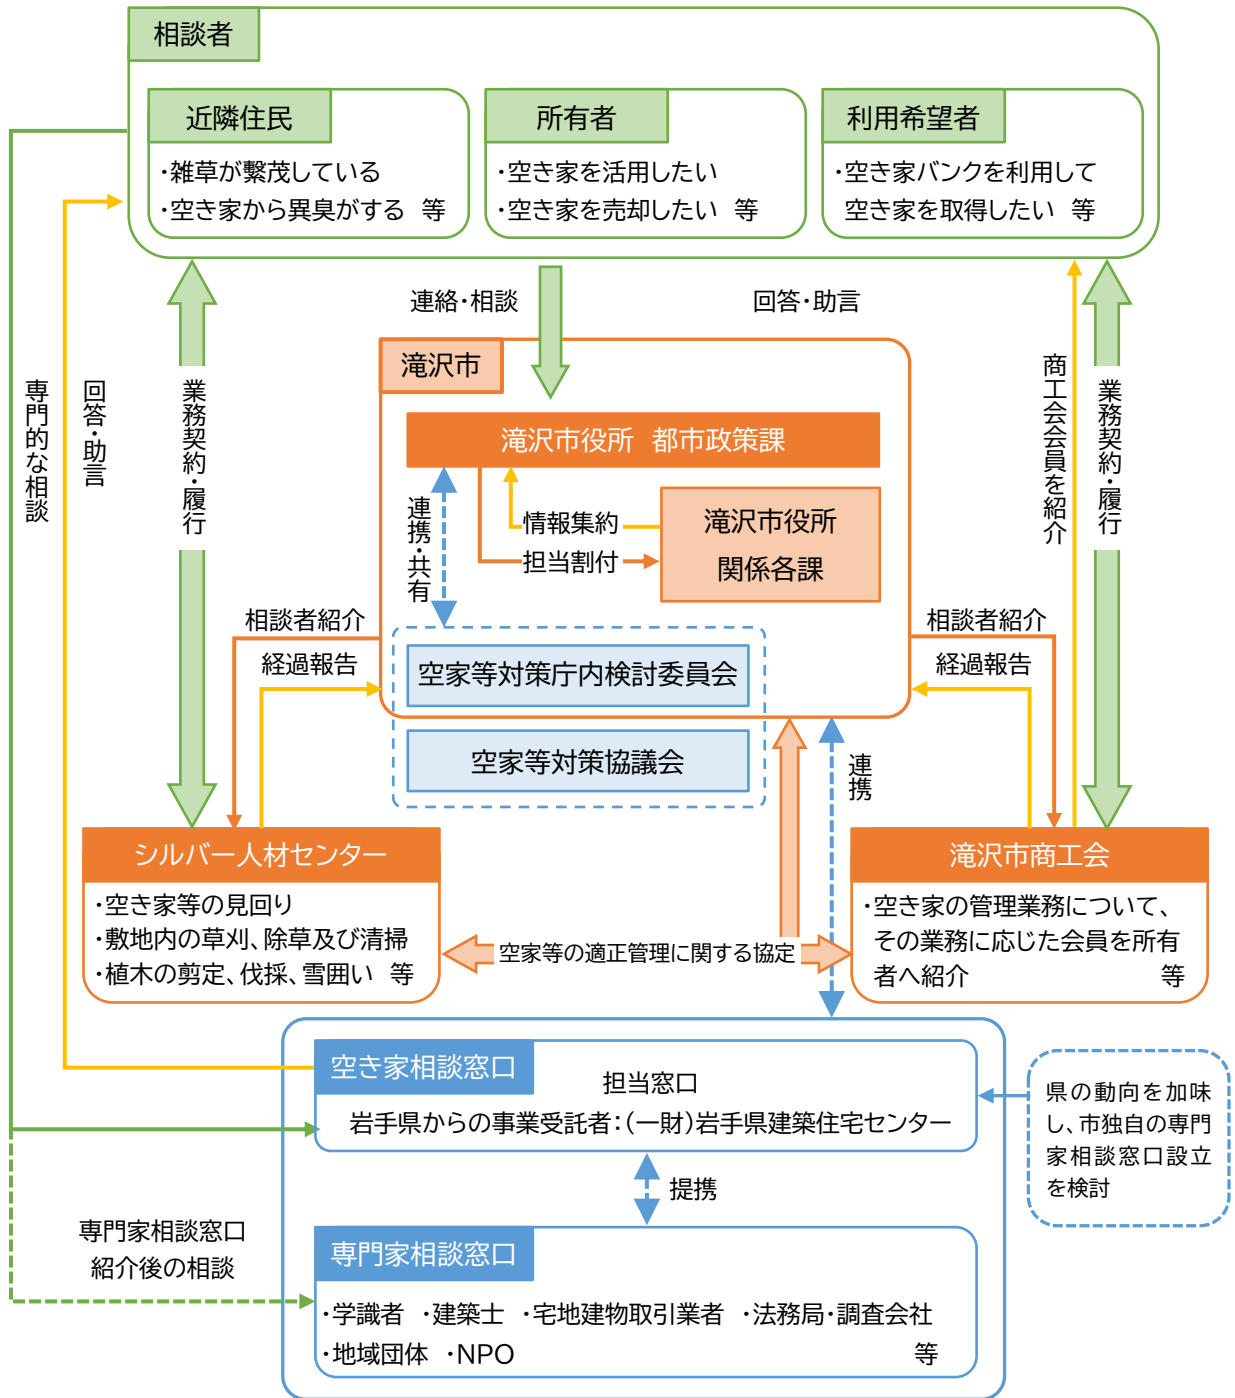 相談者
近隣住民
・雑草が繫茂している
・空き家から異臭がする 等
所有者
・空き家を活用したい
・空き家を売却したい 等
利用希望者
・空き家バンクを利用して
空き家を取得したい 等
連絡・相談
回答・助言
専門的な相談
回答・助言
業務契約・履行
商工会会員を紹介
業務契約・履行
滝沢市
滝沢市役所 都市政策課
連携・共有
情報集約
担当割付
滝沢市役所
関係各課
相談者紹介
経過報告
相談者紹介
経過報告
空家等対策庁内検討委員会
空家等対策協議会
連携
シルバー人材センター
・空き家等の見回り
・敷地内の草刈、除草及び清掃
・植木の剪定、伐採、雪囲い 等
空家等の適正管理に関する協定
滝沢市商工会
・空き家の管理業務について、
その業務に応じた会員を所有
者へ紹介 等
空き家相談窓口
担当窓口
岩手県からの事業受託者：（一財）岩手県建築住宅センター
県の動向を加味
し、市独自の専門
家相談窓口設立
を検討
提携
専門家相談窓口
紹介後の相談
専門家相談窓口
・学識者 ・建築士 ・宅地建物取引業者 ・法務局・調査会社
・地域団体 ・NPO 等